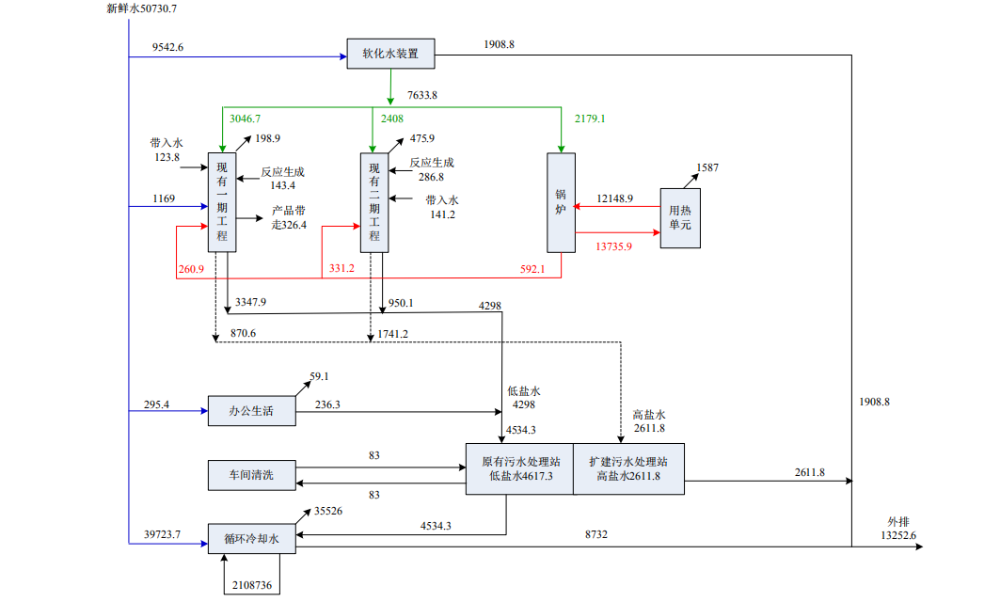 新鲜水50730.7
9542.6
软化水装置
1908.8
7633.8
3046.7
2408
2179.1
带入水
123.8
198.9
475.9
反应生成
143.4
反应生成
286.8
1169
现有一期工程
产品带
走326.4
现有二期工程
带入水
141.2
锅炉
12148.9
13735.9
1587
用热
单元
260.9
331.2
592.1
3347.9
950.1
4298
870.6
1741.2
59.1
295.4
办公生活
236.3
低盐水
4298
4534.3
高盐水
2611.8
1908.8
车间清洗
83
83
原有污水处理站
低盐水4617.3
扩建污水处理站
高盐水2611.8
2611.8
35526
39723.7
循环冷却水
4534.3
8732
外排
13252.6
2108736